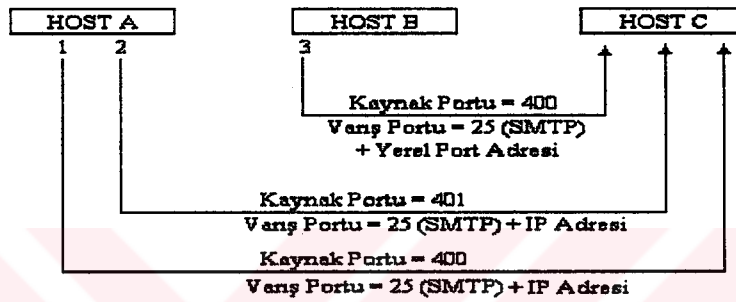 HOST A HOST B HOST C
1 2 3
Kaynak Portu = 400
Varış Portu = 25 (SMTP)
+ Yerel Port Adresi
Kaynak Portu = 401
Varış Portu = 25 (SMTP) + IP Adresi
Kaynak Portu = 400
Varış Portu = 25 (SMTP) + IP Adresi